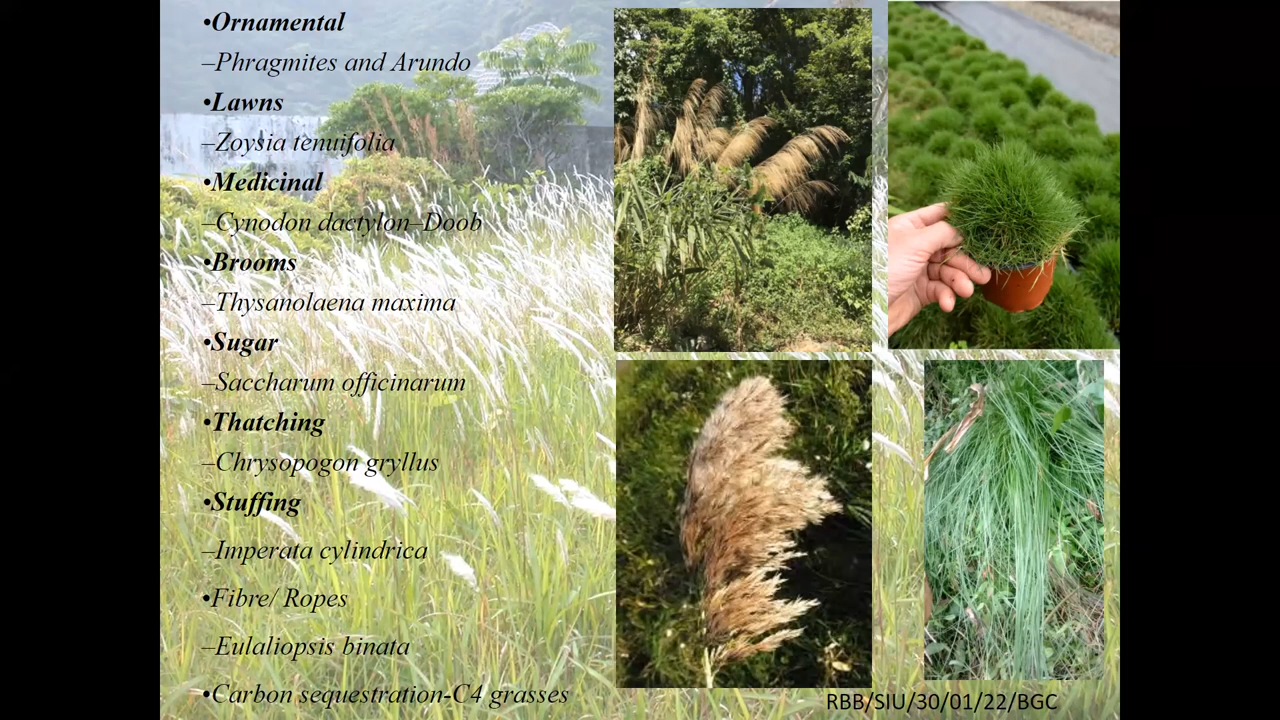 •Ornamental
–Phragmites and Arundo
•Lawns
–Zoysia tenuifolia
•Medicinal
–Cynodon dactylon–Doob
•Brooms
–Thysanolaena maxima
•Sugar
–Saccharum officinarum
•Thatching
–Chrysopogon gryllus
•Stuffing
–Imperata cylindrica
•Fibre/ Ropes
–Eulaliopsis binata
•Carbon sequestration-C4 grasses
RBB/SIU/30/01/22/BGC